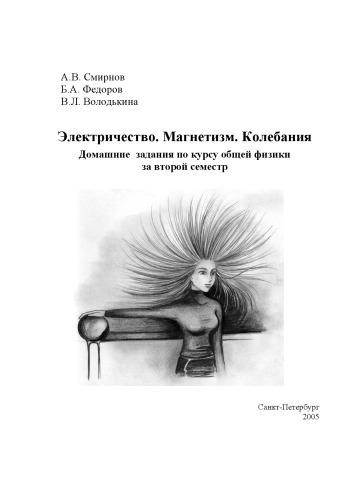 А.В. Смирнов
Б.А. Федоров
В.Л. Володькина
Электричество. Магнетизм. Колебания
Домашние задания по курсу общей физики
за второй семестр
Санкт-Петербург
2005